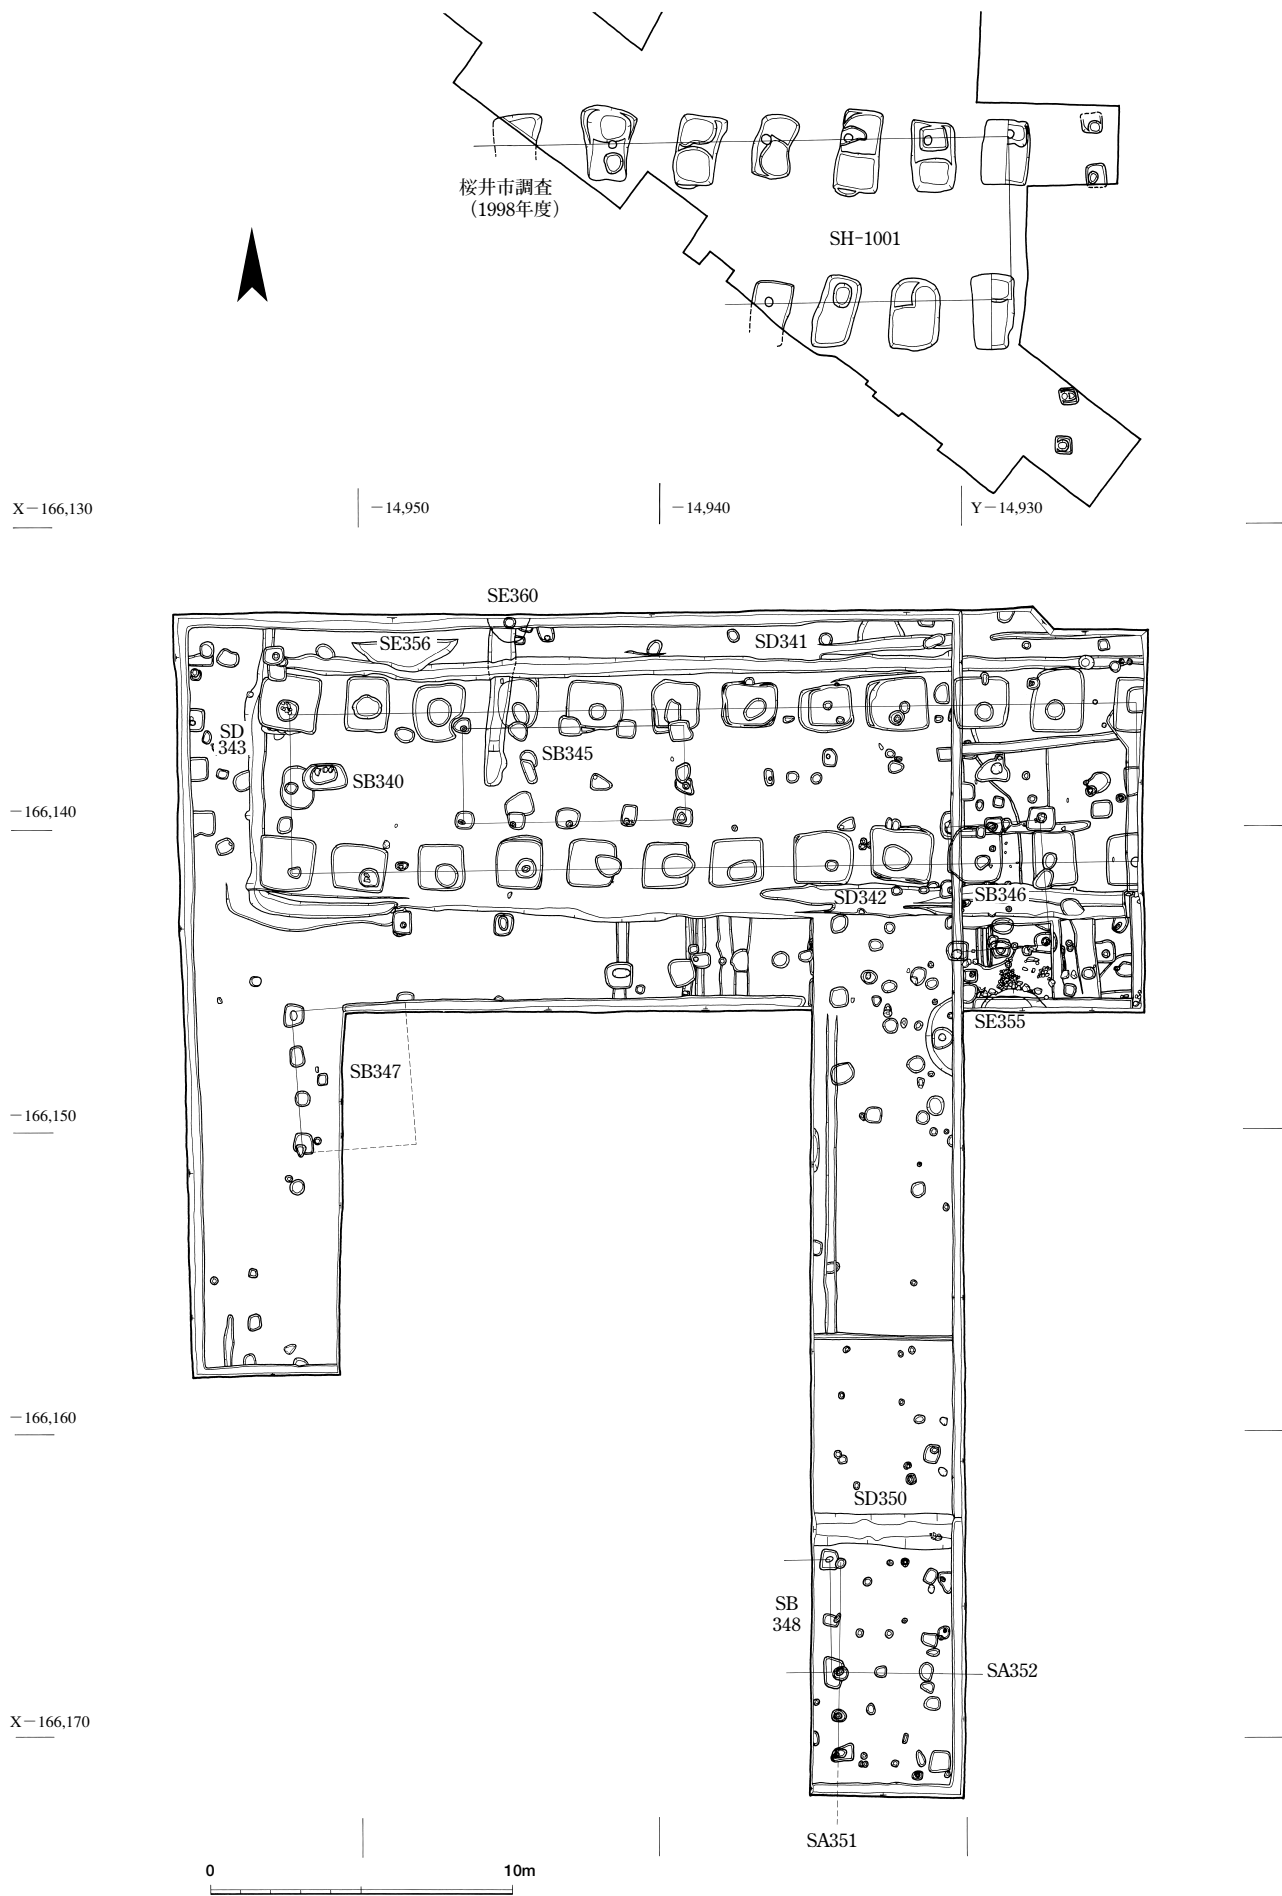 桜井市調査
（1998年度）
SH-1001
X－166,130
－14,950
－14,940
Y－14,930
SE360
SE356
SD341
SD
343
SB345
SB340
－166,140
SD342
SB346
SE355
SB347
－166,150
－166,160
SD350
SB
348
SA352
X－166,170
SA351
0
10m